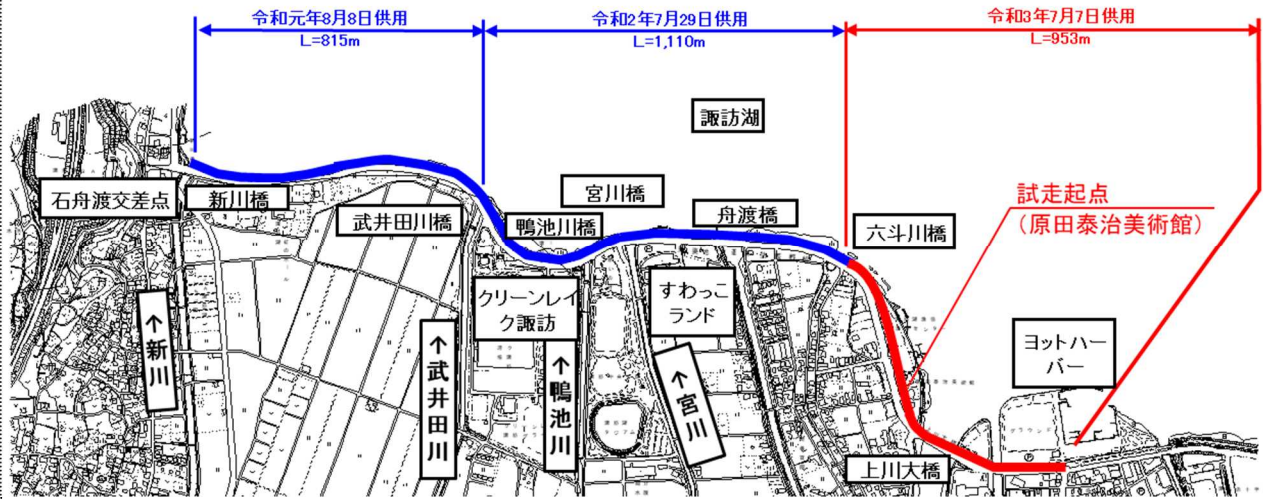 令和元年8月8日供用
L=815m
令和2年7月29日供用
L=1,110m
令和3年7月7日供用
L=953m
諏訪湖
石舟渡交差点
新川橋
武井田川橋
鴨池川橋
宮川橋
舟渡橋
六斗川橋
試走起点
(原田泰治美術館)
クリーンレイ
ク諏訪
すわっこ
ランド
ヨットハー
バー
↑新川
↑武井田川
↑鴨池川
↑宮川
上川大橋